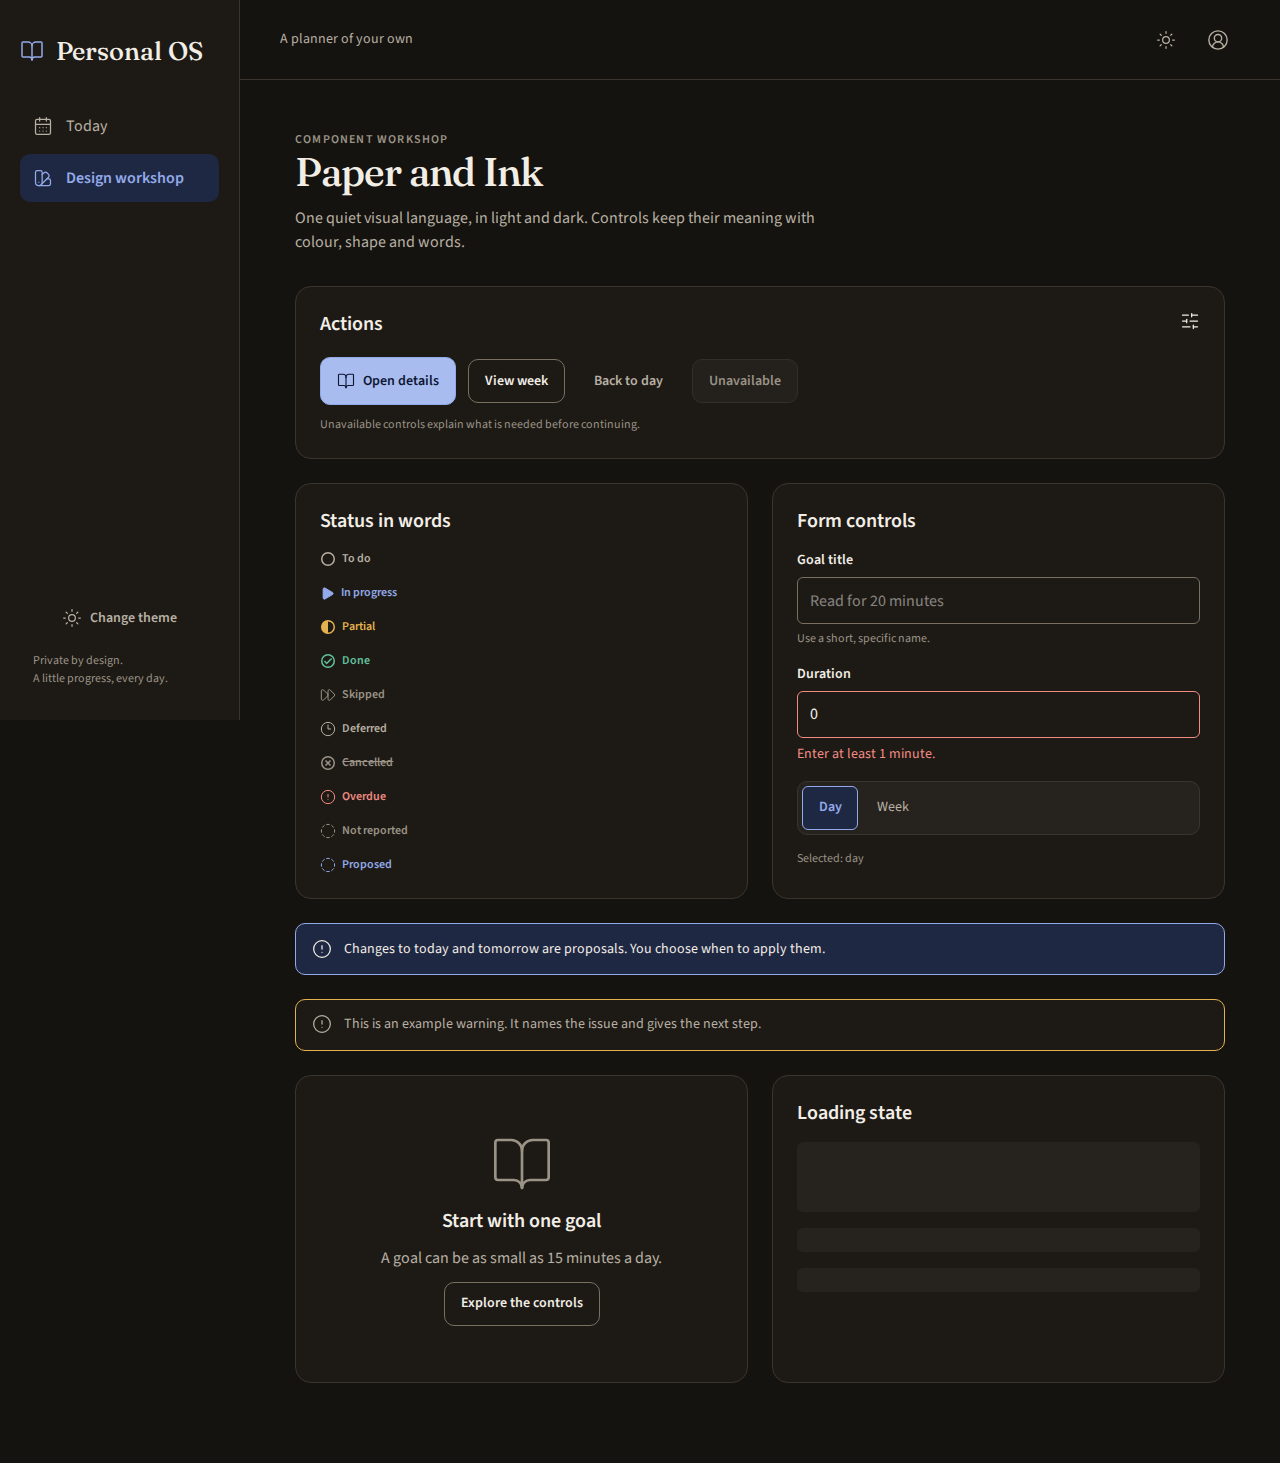 Personal OS
A planner of your own
Today
Design workshop
Change theme
Private by design.
A little progress, every day.
COMPONENT WORKSHOP
Paper and Ink
One quiet visual language, in light and dark. Controls keep their meaning with
colour, shape and words.
Actions
Open details
View week
Back to day
Unavailable
Unavailable controls explain what is needed before continuing.
Status in words
To do
In progress
Partial
Done
Skipped
Deferred
Cancelled
Overdue
Not reported
Proposed
Form controls
Goal title
Read for 20 minutes
Use a short, specific name.
Duration
0
Enter at least 1 minute.
Day
Week
Selected: day
Changes to today and tomorrow are proposals. You choose when to apply them.
This is an example warning. It names the issue and gives the next step.
Start with one goal
A goal can be as small as 15 minutes a day.
Explore the controls
Loading state